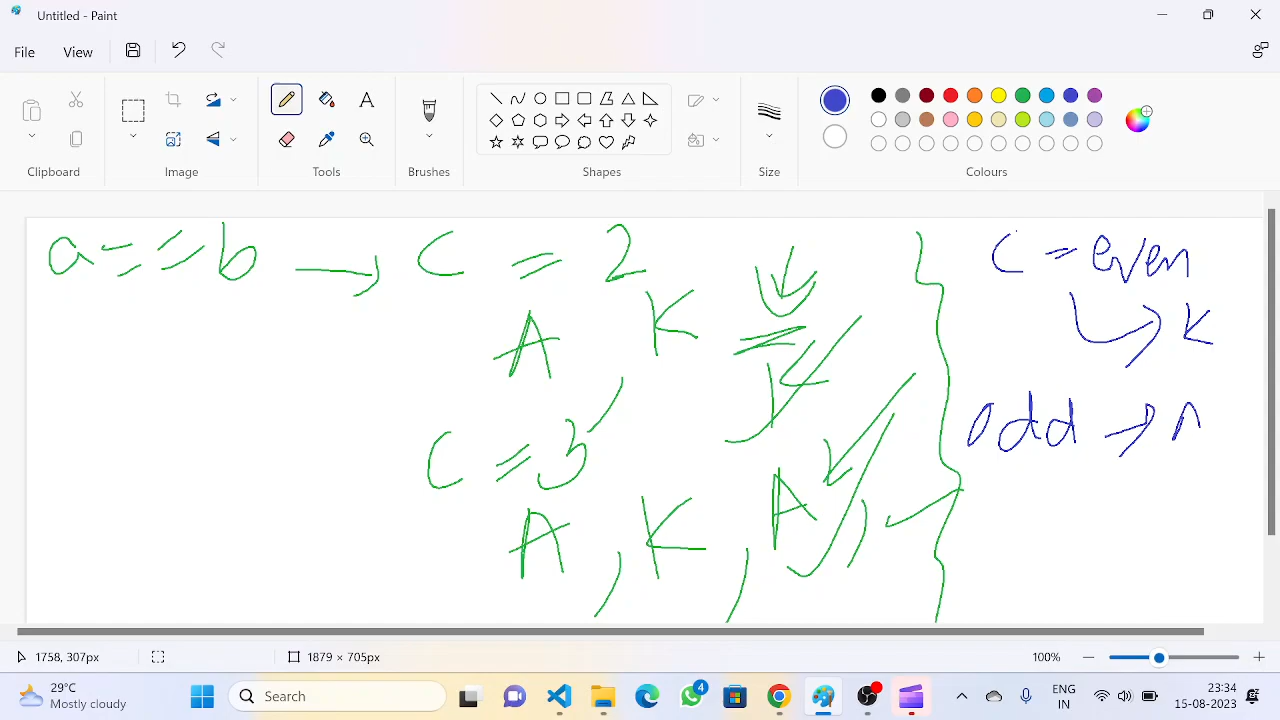 Untitled - Paint
File View
Clipboard Image Tools Brushes Shapes Size Colours
a == b → C = 2
A , K
C = 3
A , K , A ,
C = even
↳ K
odd →
1758, 307px 1879 × 705px 100%
29°C
Mostly cloudy
Search
4
ENG
IN
23:34
15-08-2023